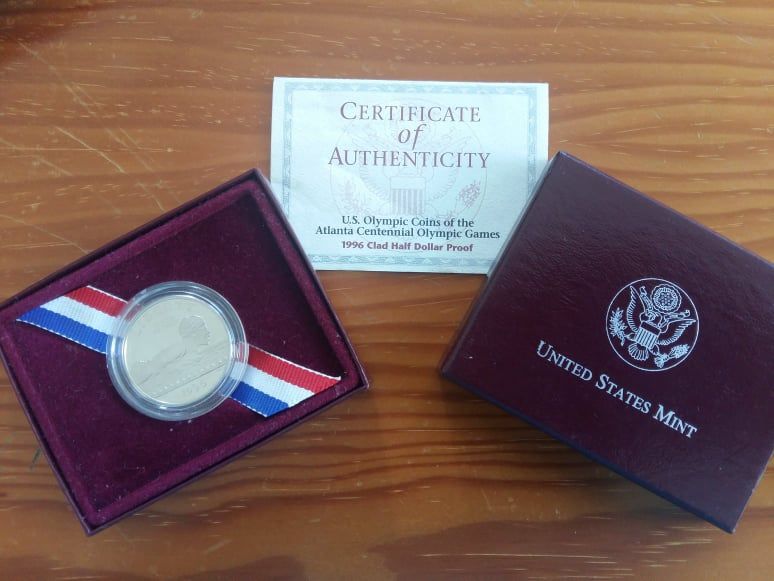 CERTIFICATE
of
AUTHENTICITY
U.S. Olympic Coins of the
Atlanta Centennial Olympic Games
1996 Clad Half Dollar Proof
UNITED STATES MINT
1996